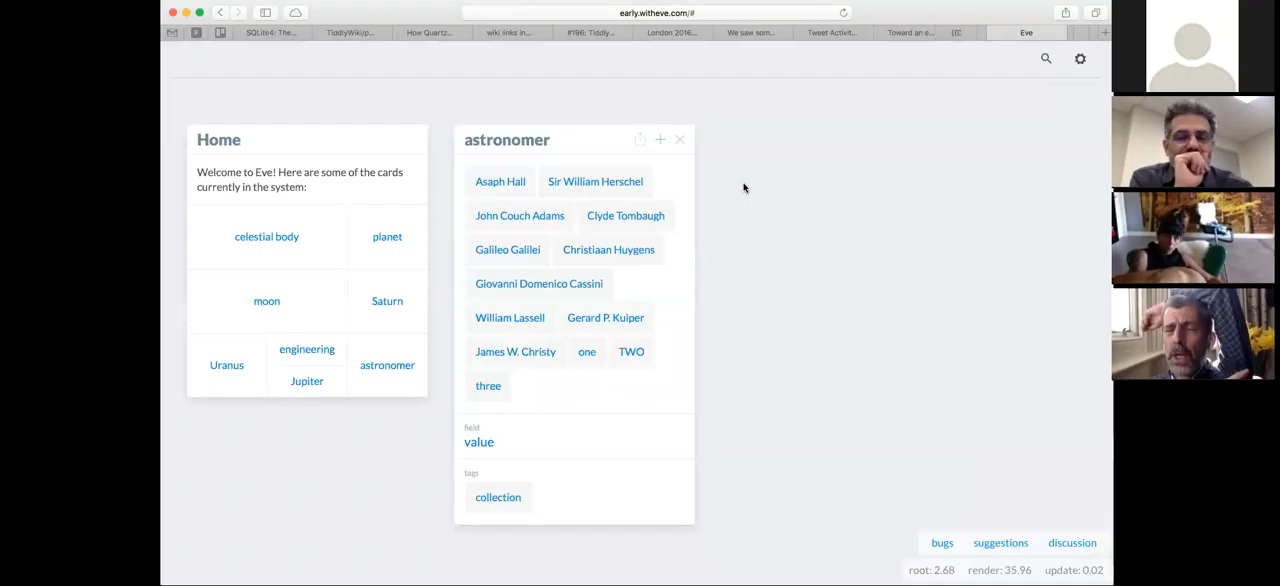 early.witheve.com/#
SQLite4: The...
TiddlyWiki/p...
How Quartz...
wiki links in...
#196: Tiddly...
London 2016...
We saw som...
Tweet Activit...
Toward an e...
Eve
Home
Welcome to Eve! Here are some of the cards
currently in the system:
celestial body
planet
moon
Saturn
Uranus
engineering
Jupiter
astronomer
astronomer
Asaph Hall
Sir William Herschel
John Couch Adams
Clyde Tombaugh
Galileo Galilei
Christiaan Huygens
Giovanni Domenico Cassini
William Lassell
Gerard P. Kuiper
James W. Christy
one
TWO
three
field
value
tags
collection
bugs
suggestions
discussion
root: 2.68
render: 35.96
update: 0.02